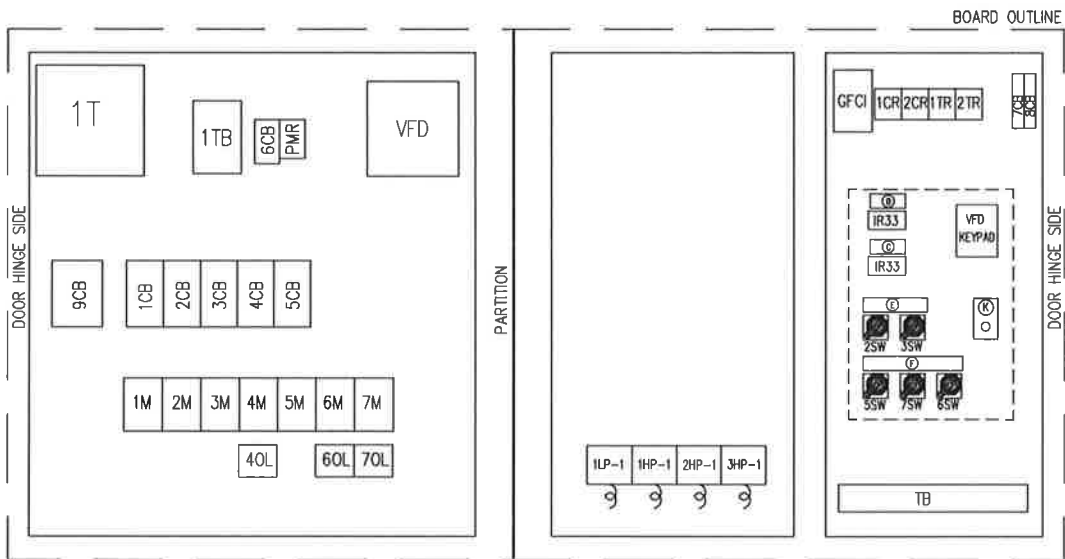 BOARD OUTLINE
1T
1TB
6CB
PMR
VFD
GFCI
1CR 2CR 1TR 2TR
7CB
8CB
DOOR HINGE SIDE
9CB
1CB
2CB
3CB
4CB
5CB
PARTITION
D
IR33
C
IR33
VFD
KEYPAD
E
K
2SW 3SW
F
5SW 7SW 6SW
DOOR HINGE SIDE
1M 2M 3M 4M 5M 6M 7M
4OL 6OL 7OL
1LP-1 1HP-1 2HP-1 3HP-1
TB